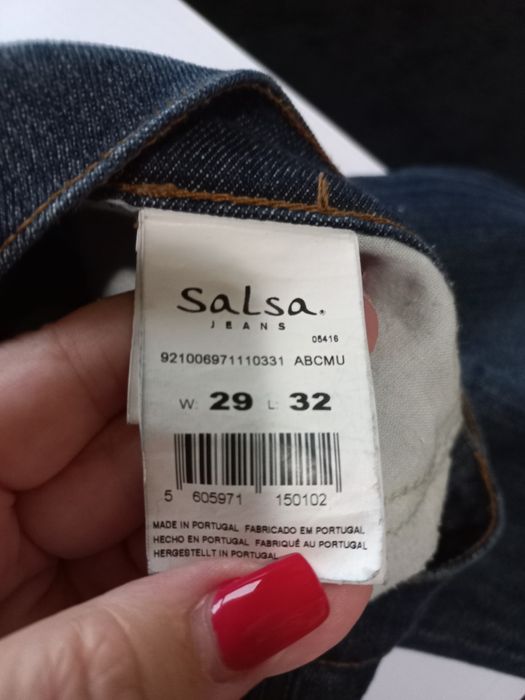 Salsa.
JEANS
05416
921006971110331 ABCMU
W: 29 L: 32
5 605971 150102
MADE IN PORTUGAL FABRICADO EM PORTUGAL
HECHO EN PORTUGAL FABRIQUÉ AU PORTUGAL
HERGESTELLT IN PORTUGAL